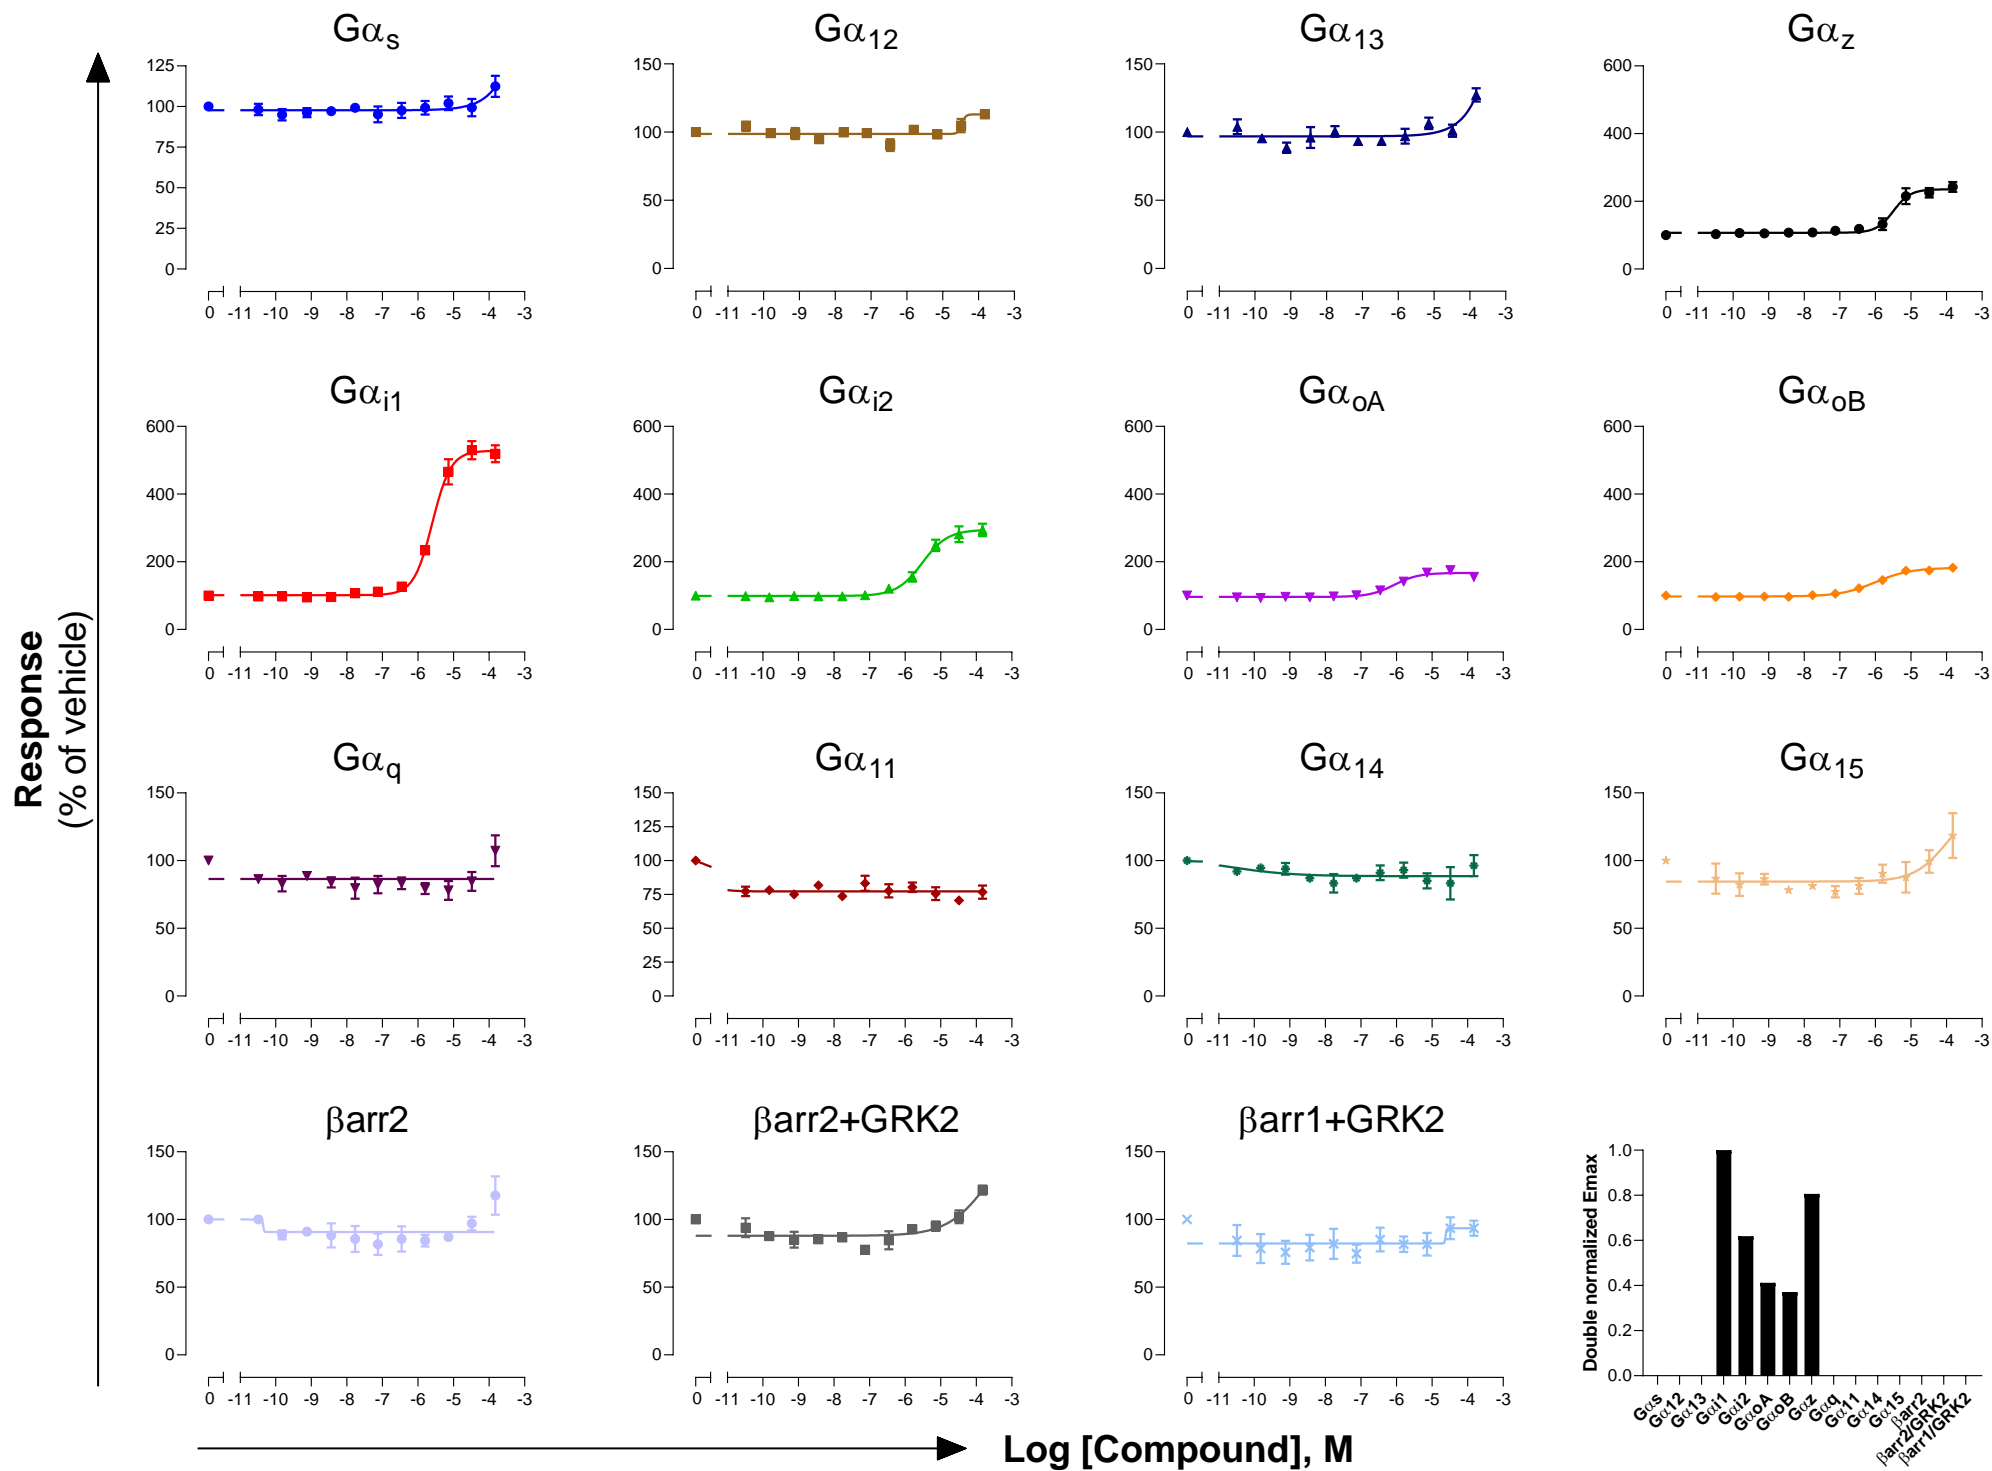 Gαs Gα12 Gα13 Gαz
125 150 150 600
100 100 100 400
75 50 50 200
50 0 0 0
25
0
0 -11 -10 -9 -8 -7 -6 -5 -4 -3
0 -11 -10 -9 -8 -7 -6 -5 -4 -3
0 -11 -10 -9 -8 -7 -6 -5 -4 -3
0 -11 -10 -9 -8 -7 -6 -5 -4 -3
Gαi1 Gαi2 GαoA GαoB
600 600 600 600
400 400 400 400
200 200 200 200
0 0 0 0
0 -11 -10 -9 -8 -7 -6 -5 -4 -3
0 -11 -10 -9 -8 -7 -6 -5 -4 -3
0 -11 -10 -9 -8 -7 -6 -5 -4 -3
0 -11 -10 -9 -8 -7 -6 -5 -4 -3
Response
(% of vehicle)
Gαq Gα11 Gα14 Gα15
150 150 150 150
100 125 100 100
50 100 50 50
0 75 0 0
50
25
0
0 -11 -10 -9 -8 -7 -6 -5 -4 -3
0 -11 -10 -9 -8 -7 -6 -5 -4 -3
0 -11 -10 -9 -8 -7 -6 -5 -4 -3
0 -11 -10 -9 -8 -7 -6 -5 -4 -3
βarr2 βarr2+GRK2 βarr1+GRK2
150 150 150
100 100 100
50 50 50
0 0 0
0 -11 -10 -9 -8 -7 -6 -5 -4 -3
0 -11 -10 -9 -8 -7 -6 -5 -4 -3
0 -11 -10 -9 -8 -7 -6 -5 -4 -3
Double normalized Emax
1.0
0.8
0.6
0.4
0.2
0.0
Gαs
Gα12
Gα13
Gαi1
Gαi2
GαoA
GαoB
Gαz
Gαq
Gα11
Gα14
Gα15
βarr2
βarr2/GRK2
βarr1/GRK2
Log [Compound], M